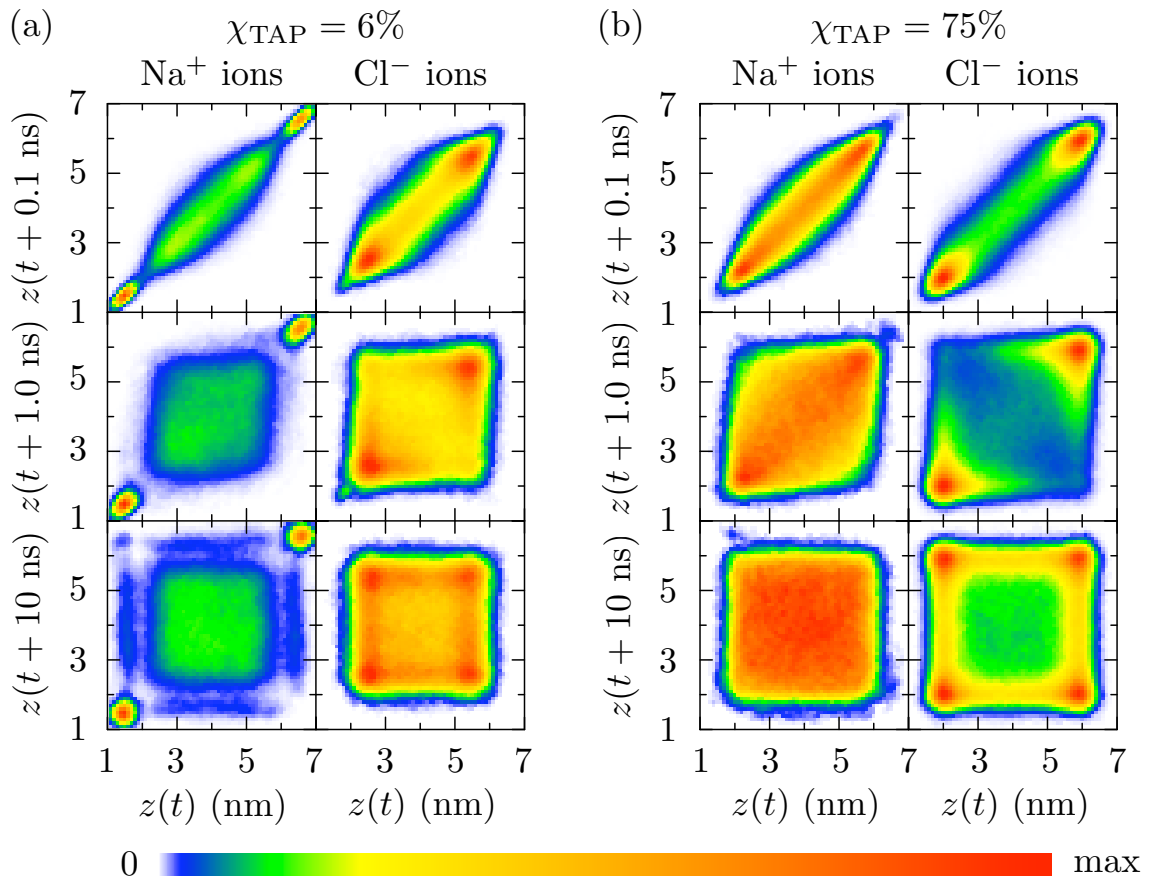 (a) χTAP = 6% (b) χTAP = 75%
Na+ ions Cl− ions Na+ ions Cl− ions
z(t + 0.1 ns) 7 5 3 z(t + 0.1 ns) 7 5 3
z(t + 1.0 ns) 1 5 3 z(t + 1.0 ns) 1 5 3
z(t + 10 ns) 1 5 3 1 z(t + 10 ns) 1 5 3 1
1 3 5 7 3 5 7 1 3 5 7 3 5 7
z(t) (nm) z(t) (nm) z(t) (nm) z(t) (nm)
0 max